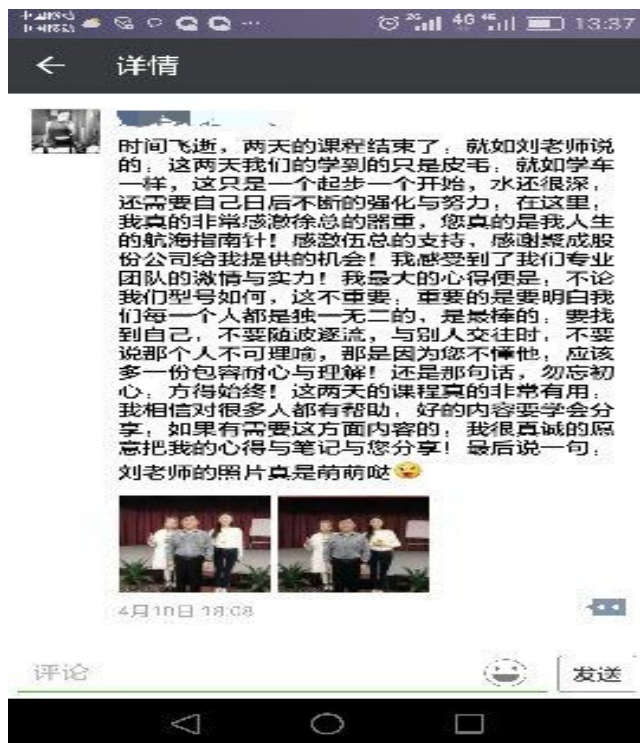 中国移动
中国移动
2G
4G
13:37
详情
时间飞逝，两天的课程结束了，就如刘老师说
的，这两天我们的学到的只是皮毛，就如学车
一样，这只是一个起步一个开始，水还很深，
还需要自己日后不断的强化与努力，在这里，
我真的非常感激徐总的器重，您真的是我人生
的航海指南针！感激伍总的支持，感谢聚成股
份公司给我提供的机会！我感受到了我们专业
团队的激情与实力！我最大的心得便是，不论
我们型号如何，这不重要，重要的是要明白我
们每一个人都是独一无二的，是最棒的，要找
到自己，不要随波逐流，与别人交往时，不要
说那个人不可理喻，那是因为您不懂他，应该
多一份包容耐心与理解！还是那句话，勿忘初
心，方得始终！这两天的课程真的非常有用，
我相信对很多人都有帮助，好的内容要学会分
享，如果有需要这方面内容的，我很真诚的愿
意把我的心得与笔记与您分享！最后说一句，
刘老师的照片真是萌萌哒😝
4月10日 18:08
评论
发送